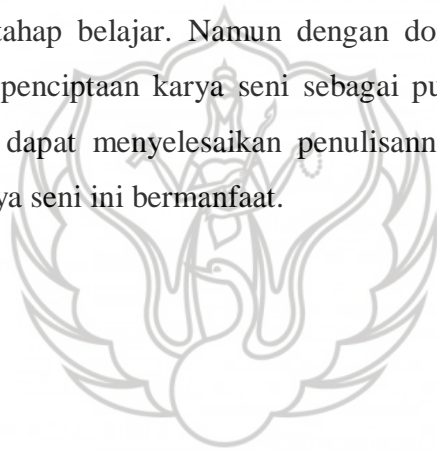 tahap belajar. Namun dengan do
penciptaan karya seni sebagai pu
dapat menyelesaikan penulisann
ya seni ini bermanfaat.